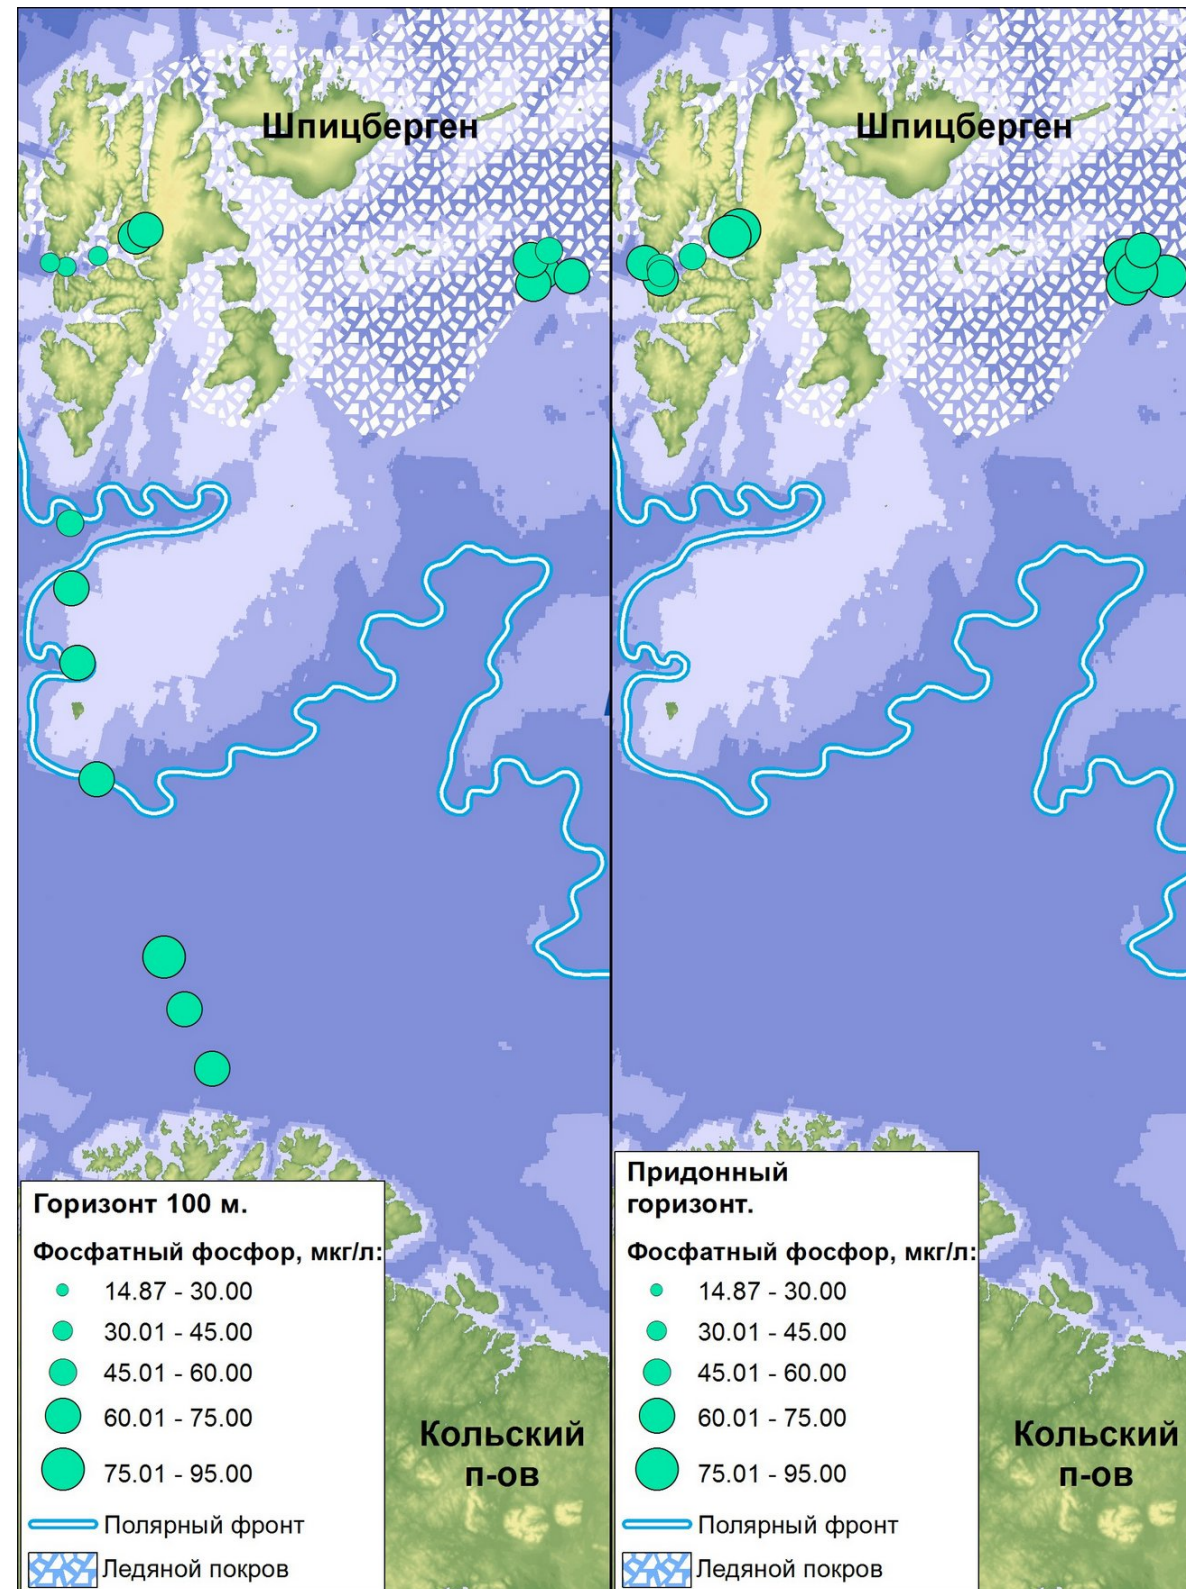 Шпицберген
Горизонт 100 м.
Фосфатный фосфор, мкг/л:
14.87 - 30.00
30.01 - 45.00
45.01 - 60.00
60.01 - 75.00
75.01 - 95.00
Полярный фронт
Ледяной покров
Кольский
п-ов
Шпицберген
Придонный
горизонт.
Фосфатный фосфор, мкг/л:
14.87 - 30.00
30.01 - 45.00
45.01 - 60.00
60.01 - 75.00
75.01 - 95.00
Полярный фронт
Ледяной покров
Кольский
п-ов